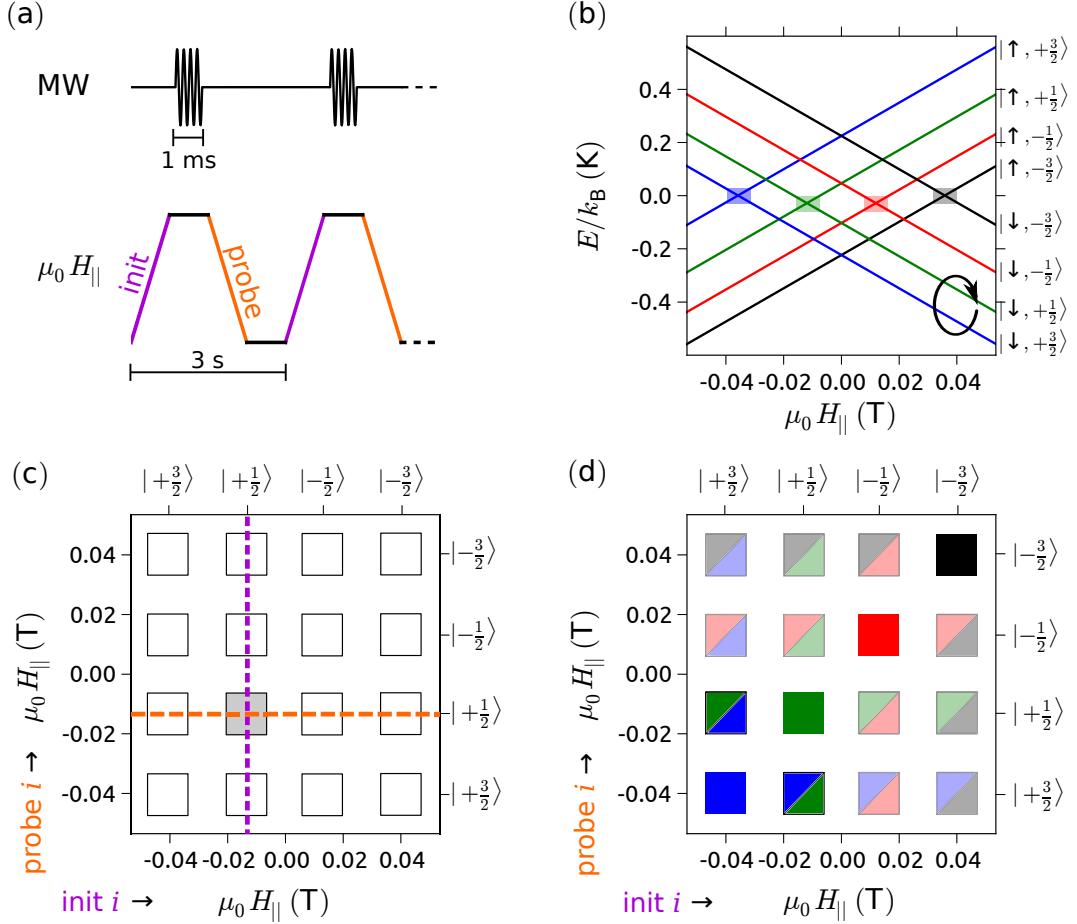 (a)
MW
1 ms
μ₀ H||
init
probe
3 s
(b)
E/k_B (K)
0.4
0.2
0.0
-0.2
-0.4
-0.04 -0.02 0.00 0.02 0.04
μ₀ H|| (T)
|↑, +3/2⟩
|↑, +1/2⟩
|↑, -1/2⟩
|↑, -3/2⟩
|↓, -3/2⟩
|↓, -1/2⟩
|↓, +1/2⟩
|↓, +3/2⟩
(c)
|+3/2⟩ |+1/2⟩ |-1/2⟩ |-3/2⟩
probe i → μ₀ H|| (T)
0.04
0.02
0.00
-0.02
-0.04
|-3/2⟩
|-1/2⟩
|+1/2⟩
|+3/2⟩
-0.04 -0.02 0.00 0.02 0.04
init i → μ₀ H|| (T)
(d)
|+3/2⟩ |+1/2⟩ |-1/2⟩ |-3/2⟩
probe i → μ₀ H|| (T)
0.04
0.02
0.00
-0.02
-0.04
|-3/2⟩
|-1/2⟩
|+1/2⟩
|+3/2⟩
-0.04 -0.02 0.00 0.02 0.04
init i → μ₀ H|| (T)